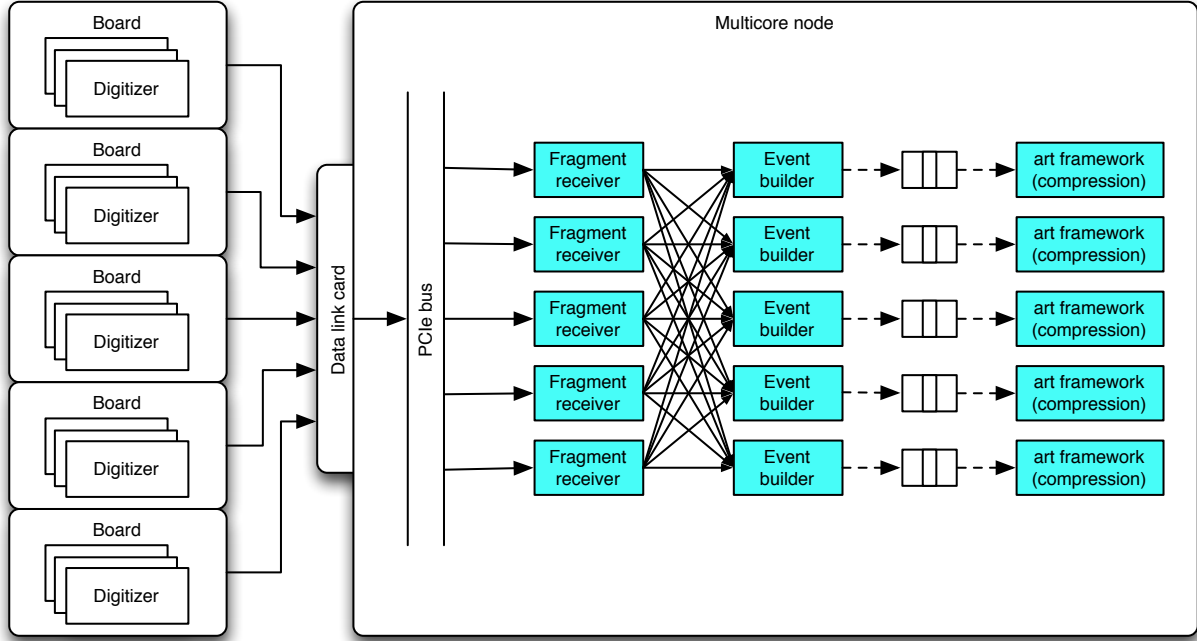 Board
Digitizer
Board
Digitizer
Board
Digitizer
Board
Digitizer
Board
Digitizer
Data link card
Multicore node
PCIe bus
Fragment
receiver
Event
builder
art framework
(compression)
Fragment
receiver
Event
builder
art framework
(compression)
Fragment
receiver
Event
builder
art framework
(compression)
Fragment
receiver
Event
builder
art framework
(compression)
Fragment
receiver
Event
builder
art framework
(compression)